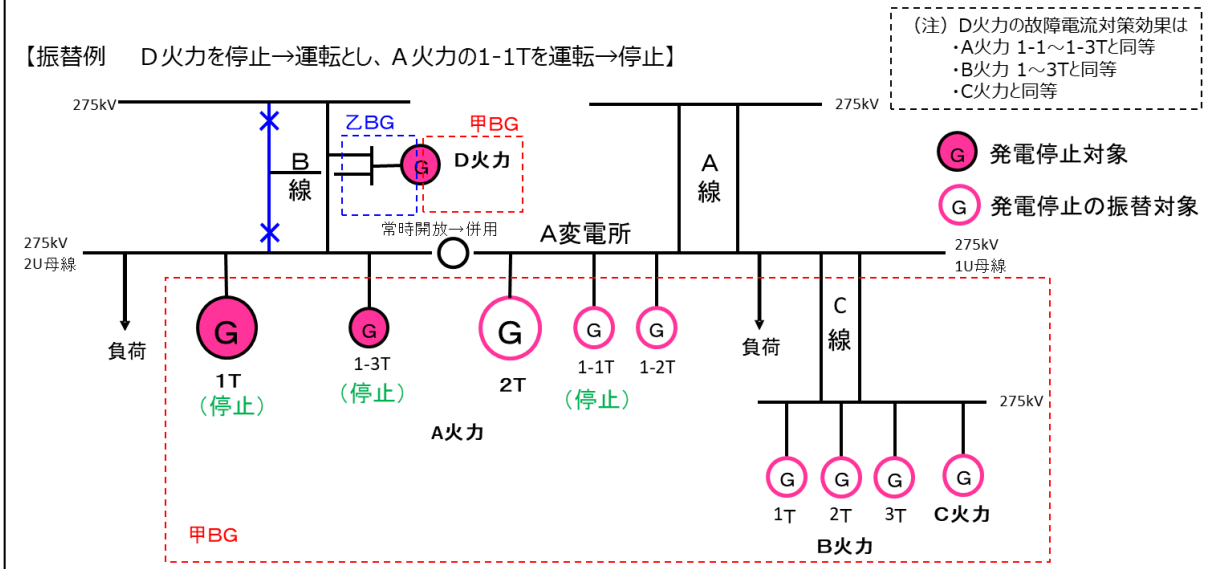 (注) D火力の故障電流対策効果は
・A火力 1-1～1-3Tと同等
・B火力 1～3Tと同等
・C火力と同等
【振替例　D火力を停止→運転とし、A火力の1-1Tを運転→停止】
275kV
275kV
乙BG
甲BG
G
D火力
B
線
A
線
G 発電停止対象
G 発電停止の振替対象
常時開放→併用
A変電所
275kV
2U母線
275kV
1U母線
負荷
G
1T
(停止)
G
1-3T
(停止)
G
2T
G
1-1T
(停止)
G
1-2T
負荷
C
線
A火力
275kV
G
1T
G
2T
G
3T
G
C火力
B火力
甲BG